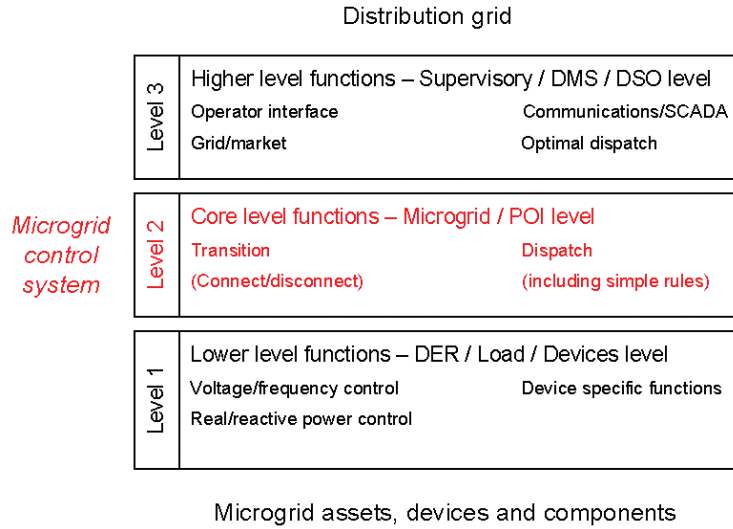 Distribution grid
Level 3
Higher level functions – Supervisory / DMS / DSO level
Operator interface
Communications/SCADA
Grid/market
Optimal dispatch
Microgrid
control
system
Level 2
Core level functions – Microgrid / POI level
Transition
Dispatch
(Connect/disconnect)
(including simple rules)
Level 1
Lower level functions – DER / Load / Devices level
Voltage/frequency control
Device specific functions
Real/reactive power control
Microgrid assets, devices and components